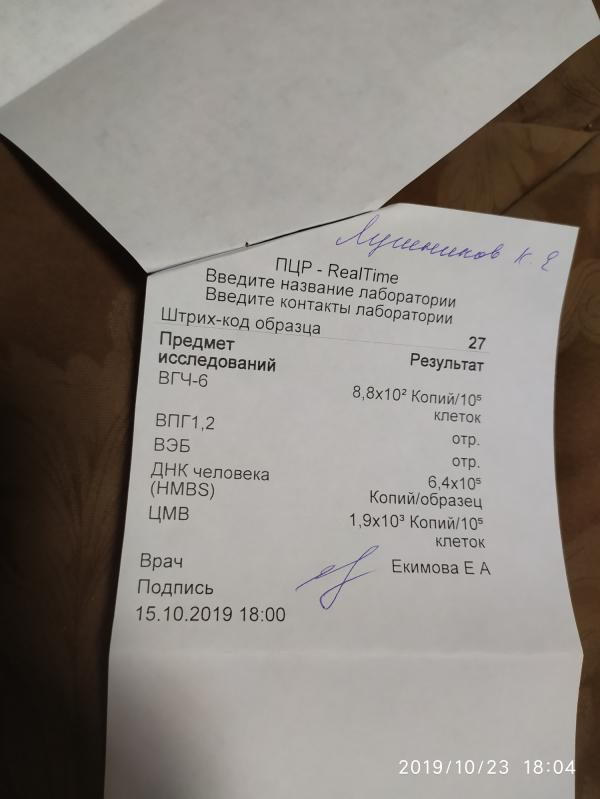 Лушников К. Е
ПЦР - RealTime
Введите название лаборатории
Введите контакты лаборатории
Штрих-код образца 27
Предмет исследований Результат
ВГЧ-6 8,8x10² Копий/10⁵ клеток
ВПГ1,2 отр.
ВЭБ отр.
ДНК человека (HMBS) 6,4x10⁵ Копий/образец
ЦМВ 1,9x10³ Копий/10⁵ клеток
Врач Екимова Е А
Подпись
15.10.2019 18:00
2019/10/23 18:04